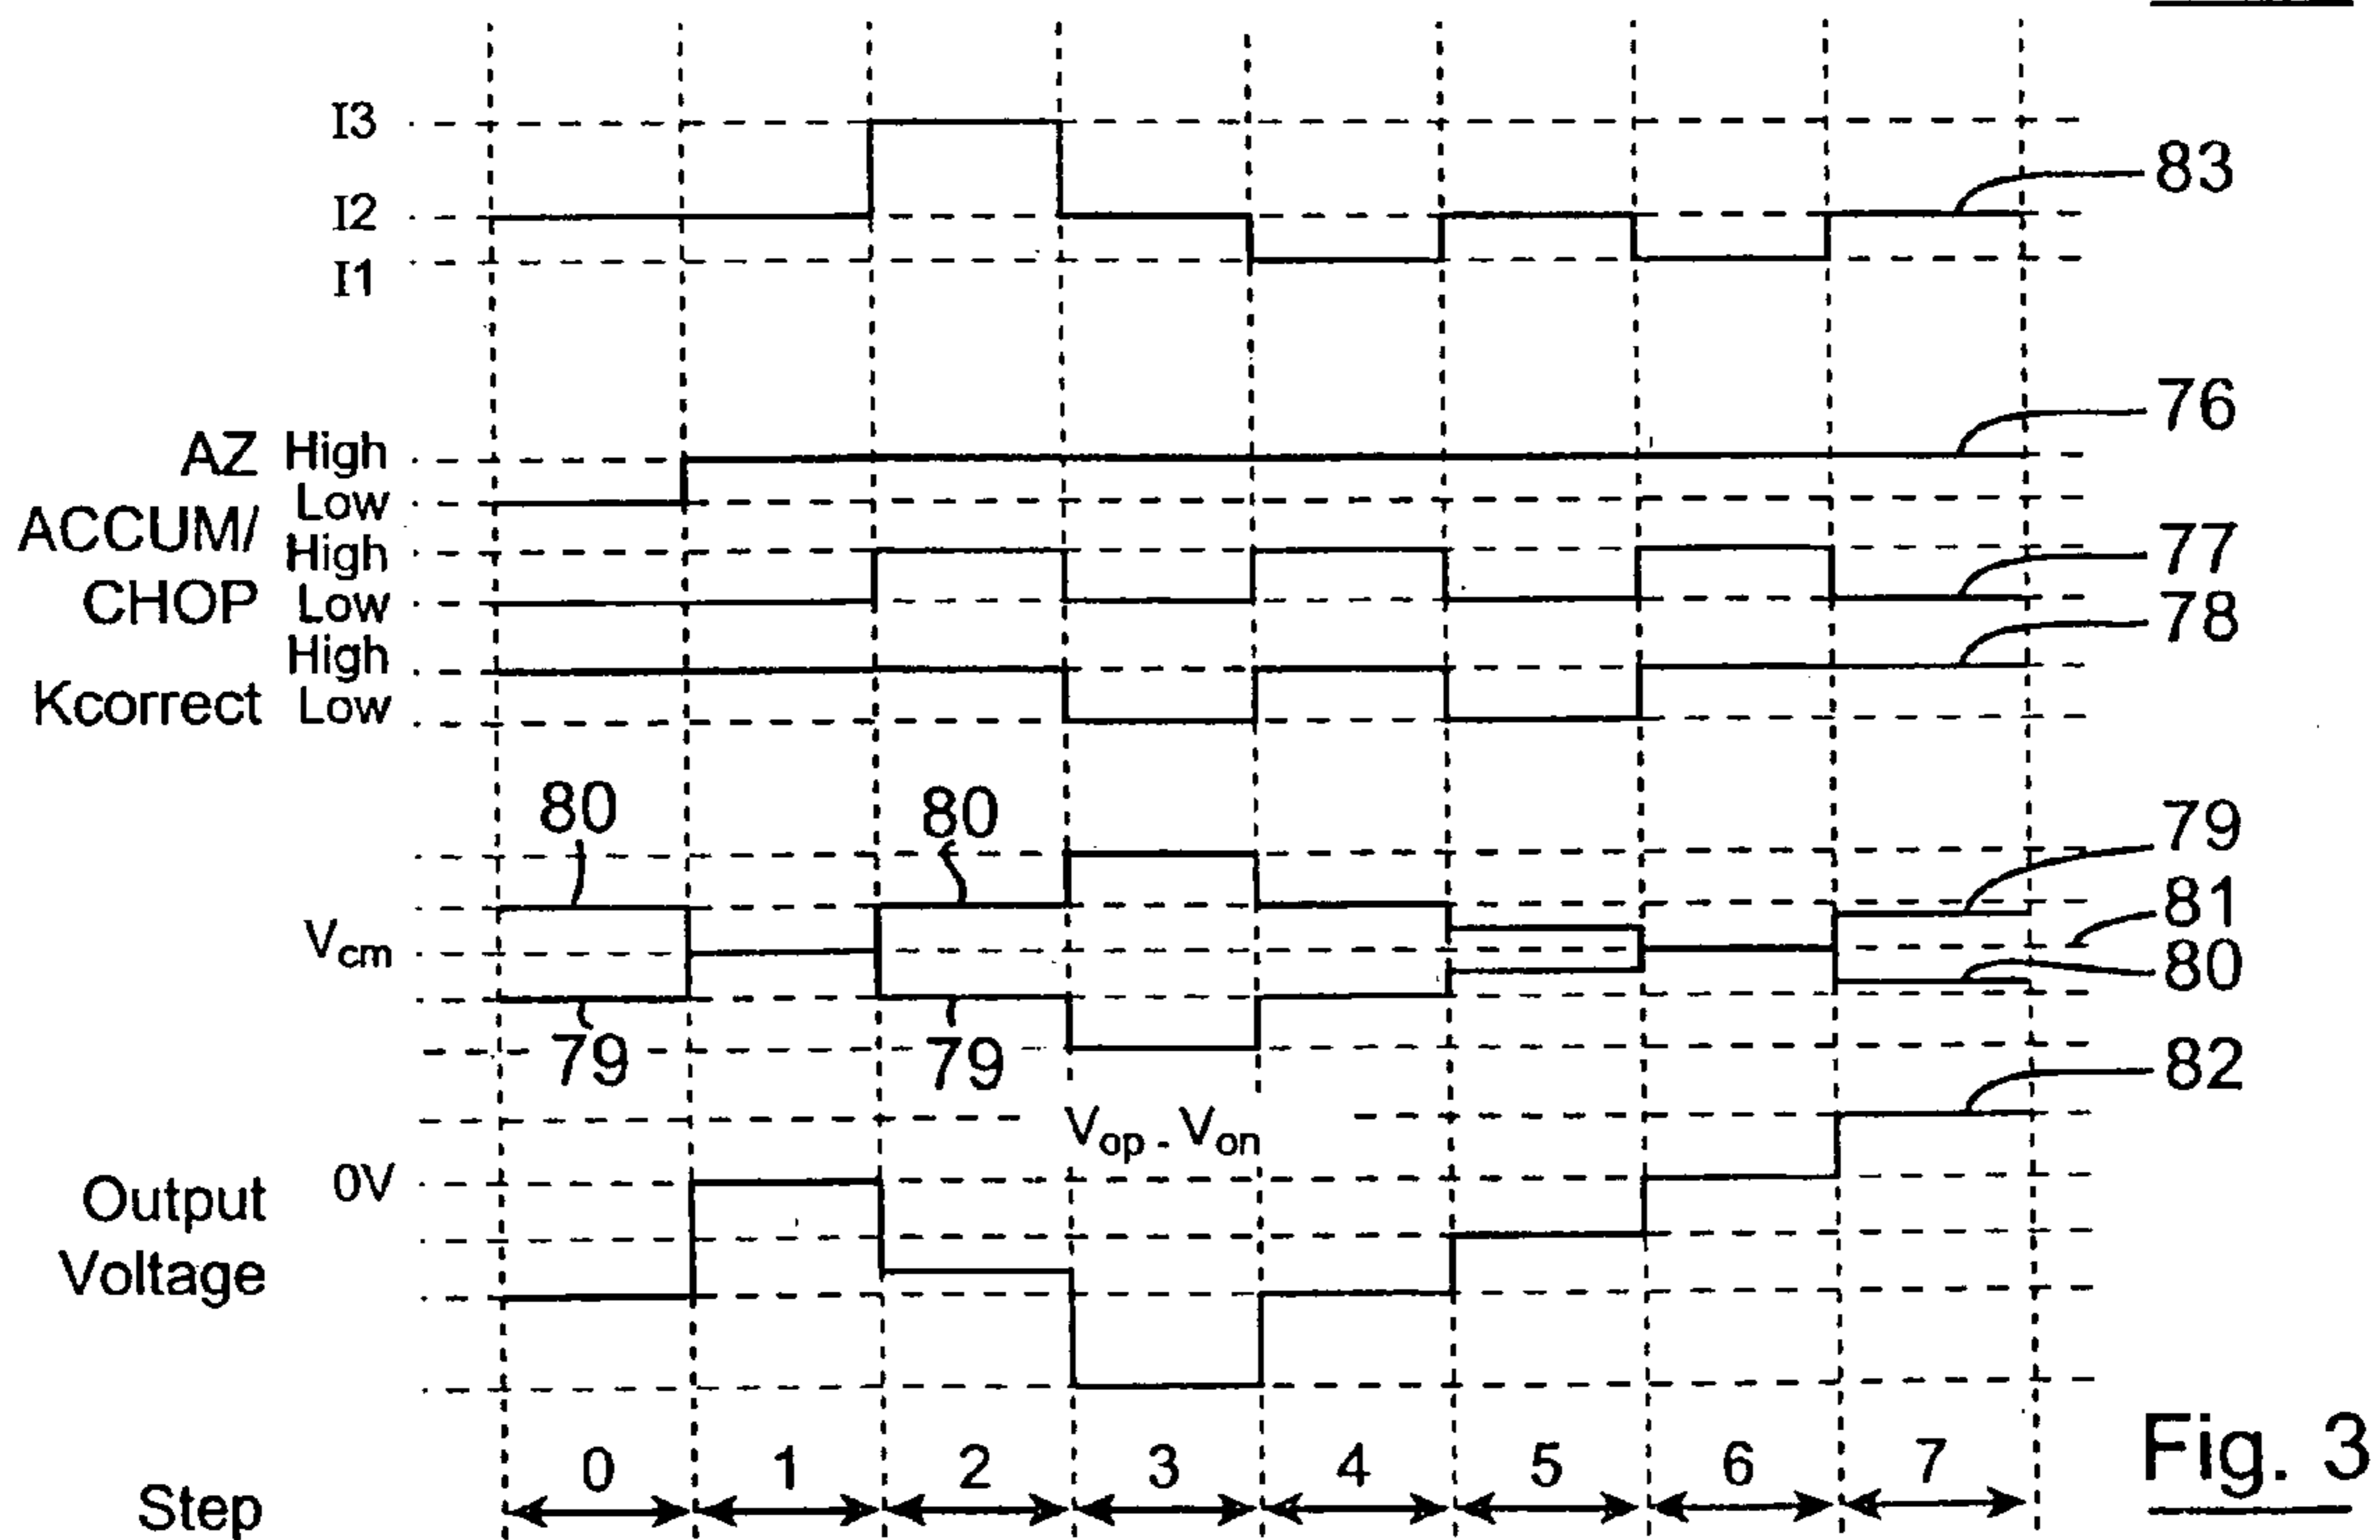 I3
I2
I1
83
AZ High
Low
76
ACCUM/
CHOP
High
Low
77
78
Kcorrect
High
Low
80
80
79
81
80
Vcm
79
79
82
Vop - Von
Output
Voltage
0V
Step
0 1 2 3 4 5 6 7
Fig. 3